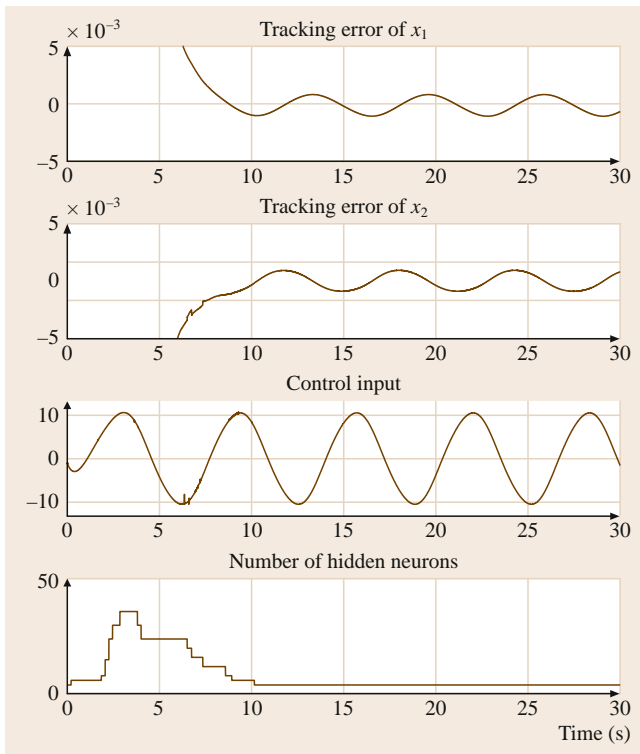 Tracking error of x₁
× 10⁻³
5
0
−5
0 5 10 15 20 25 30
Tracking error of x₂
× 10⁻³
5
0
−5
0 5 10 15 20 25 30
Control input
10
0
−10
0 5 10 15 20 25 30
Number of hidden neurons
50
0
0 5 10 15 20 25 30
Time (s)